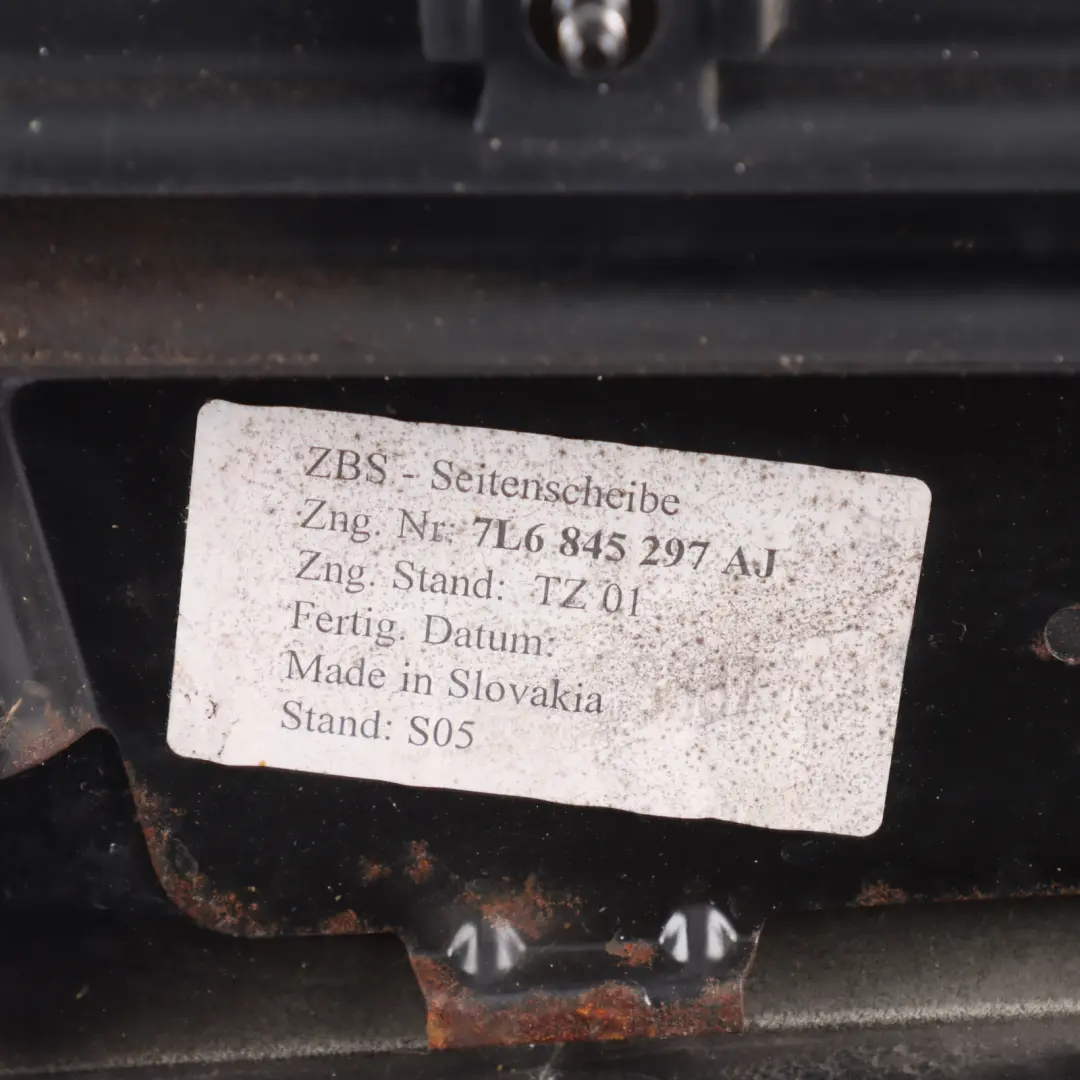 ZBS - Seitenscheibe
Zng. Nr: 7L6 845 297 AJ
Zng. Stand: TZ 01
Fertig. Datum:
Made in Slovakia
Stand: S05